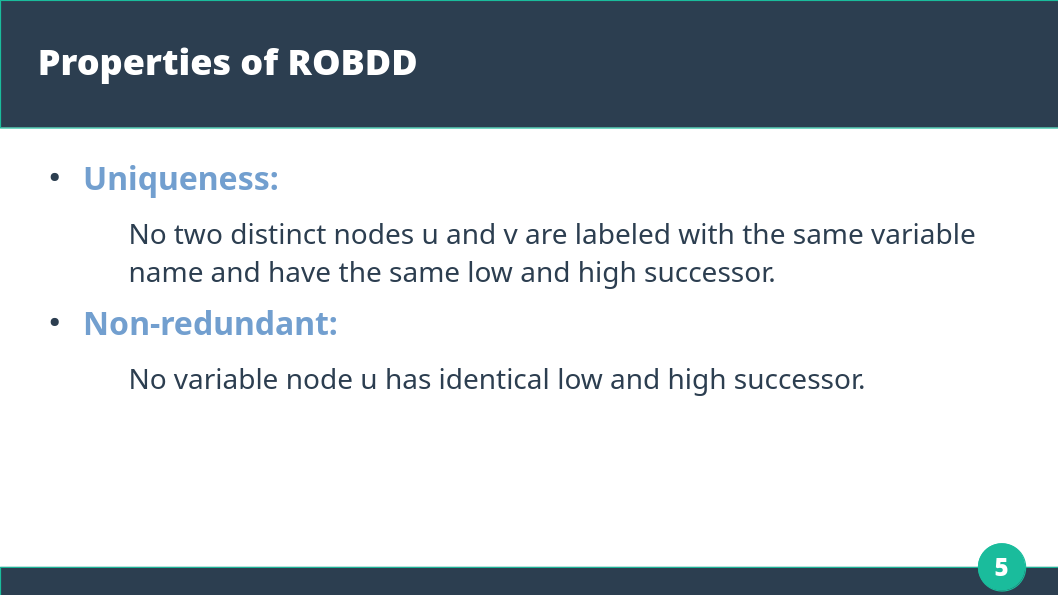 Properties of ROBDD
• Uniqueness:
No two distinct nodes u and v are labeled with the same variable
name and have the same low and high successor.
• Non-redundant:
No variable node u has identical low and high successor.
5